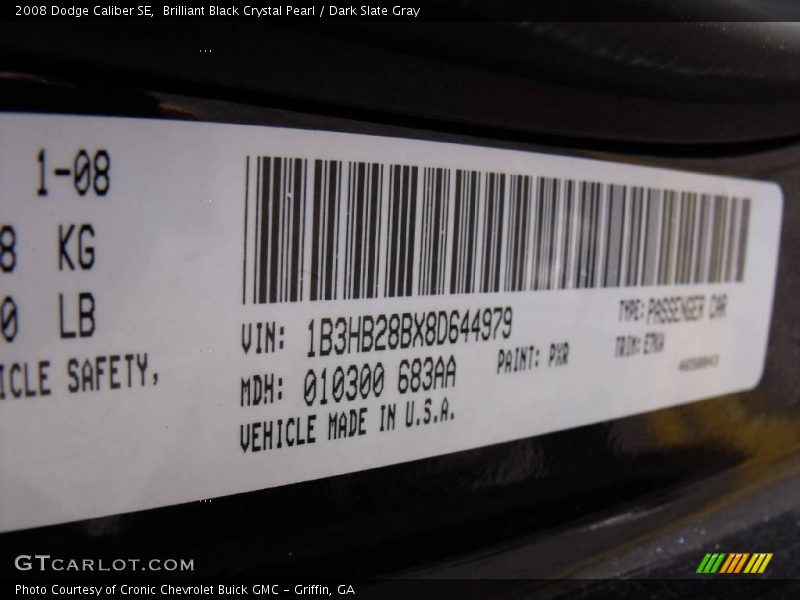 2008 Dodge Caliber SE,  Brilliant Black Crystal Pearl / Dark Slate Gray
1-08
8 KG
0 LB
ICLE SAFETY,
VIN: 1B3HB28BX8D644979
TYPE: PASSENGER CAR
MDH: 010300 683AA
PAINT: PXR
TRIM:
VEHICLE MADE IN U.S.A.
GTCARLOT.COM
Photo Courtesy of Cronic Chevrolet Buick GMC - Griffin, GA